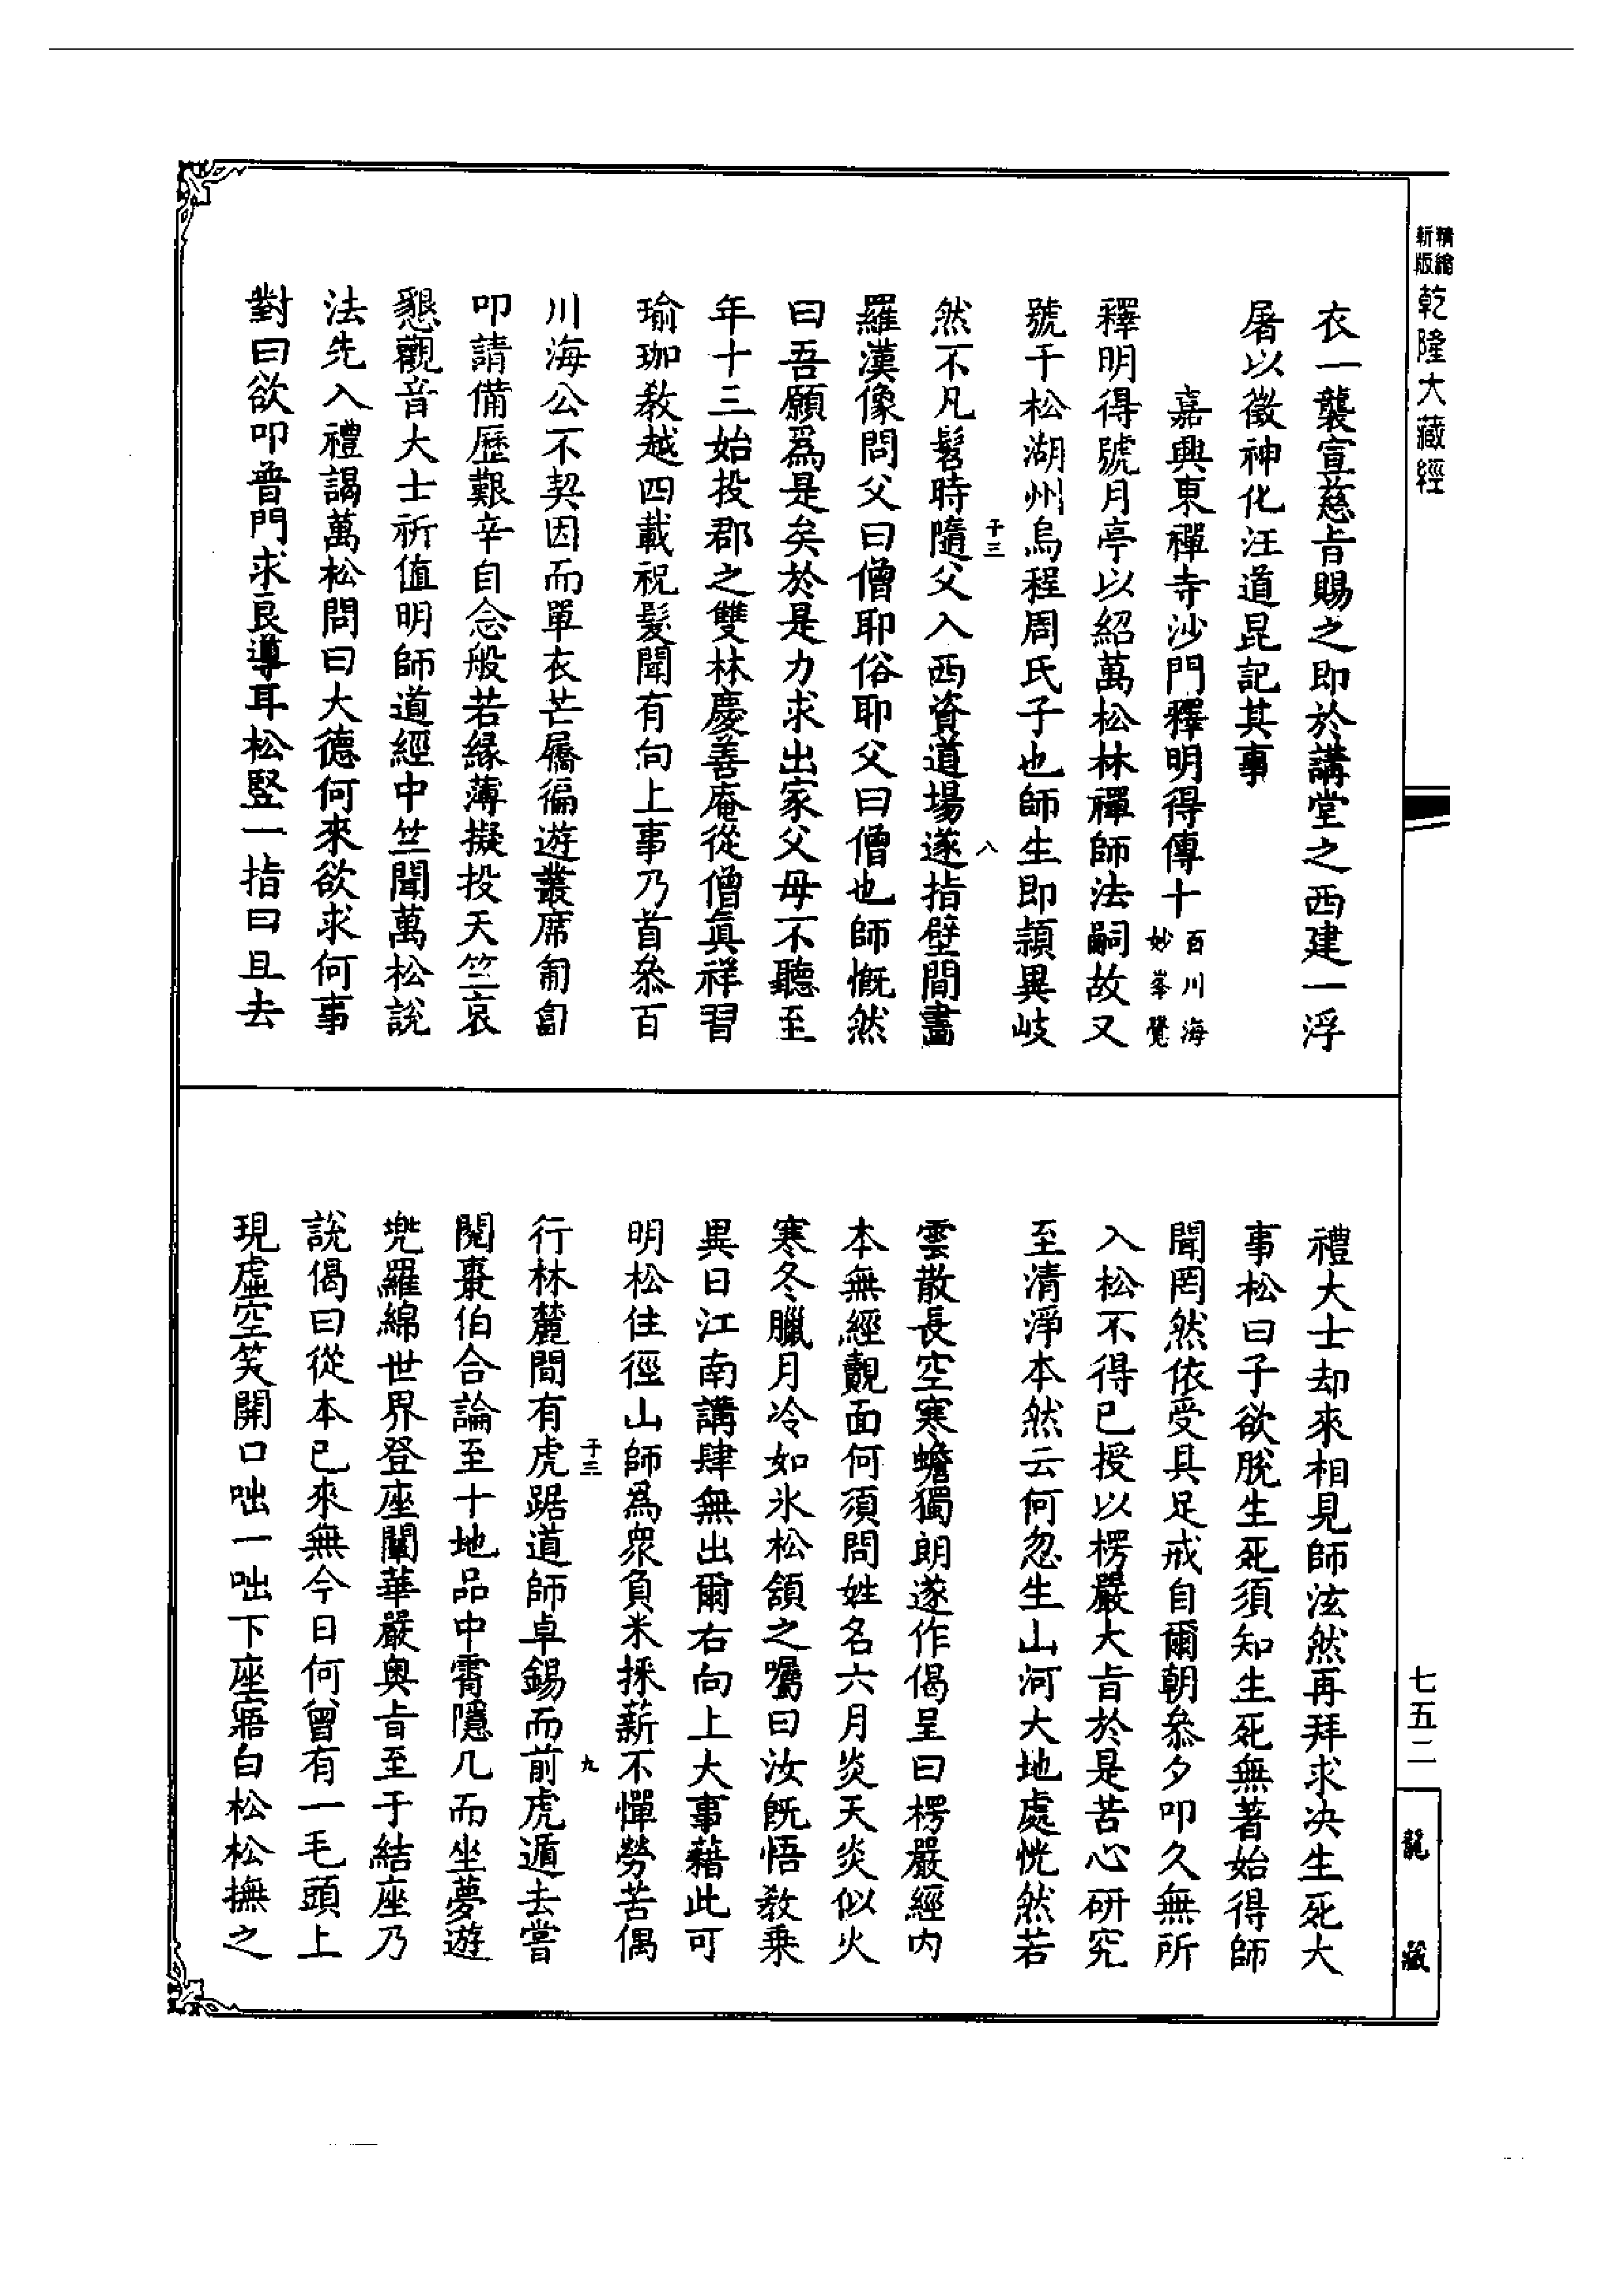 精縮
新版
乾隆大藏經
衣一襲宣慈旨賜之即於講堂之西建一浮
屠以徵神化汪道昆記其事
嘉興東禪寺沙門釋明得傳十 百川海
妙峯覺
釋明得號月亭以紹萬松林禪師法嗣故又
號千松湖州烏程周氏子也師生即頴異岐
于三 八
然不凡髫時隨父入西資道場遂指壁間畫
羅漢像問父曰僧耶俗耶父曰僧也師慨然
曰吾願爲是矣於是力求出家父母不聽至
年十三始投郡之雙林慶善庵從僧眞祥習
瑜珈教越四載祝髮聞有向上事乃首叅百
川海公不契因而單衣芒屩徧遊叢席匍匐
叩請備歷艱辛自念般若緣薄擬投天竺哀
懇觀音大士祈值明師道經中竺聞萬松說
法先入禮謁萬松問曰大德何來欲求何事
對曰欲叩普門求良導耳松竪一指曰且去
禮大士却來相見師泫然再拜求决生死大
事松曰子欲脫生死須知生死無著始得師
聞罔然依受具足戒自爾朝叅夕叩久無所
入松不得已授以楞嚴大旨於是苦心研究
至清淨本然云何忽生山河大地處恍然若
雲散長空寒蟾獨朗遂作偈呈曰楞嚴經内
本無經覿面何須問姓名六月炎天炎似火
寒冬臘月冷如氷松頷之囑曰汝旣悟教乗
異日江南講肆無出爾右向上大事藉此可
明松住徑山師爲衆負米採薪不憚勞苦偶
于三 九
行林麓間有虎踞道師卓錫而前虎遁去嘗
閱棗伯合論至十地品中霄隱几而坐夢遊
兠羅綿世界登座闡華嚴奥旨至于結座乃
說偈曰從本已來無今日何曾有一毛頭上
現虛空笑開口咄一咄下座寤白松松撫之
七五二
龍藏